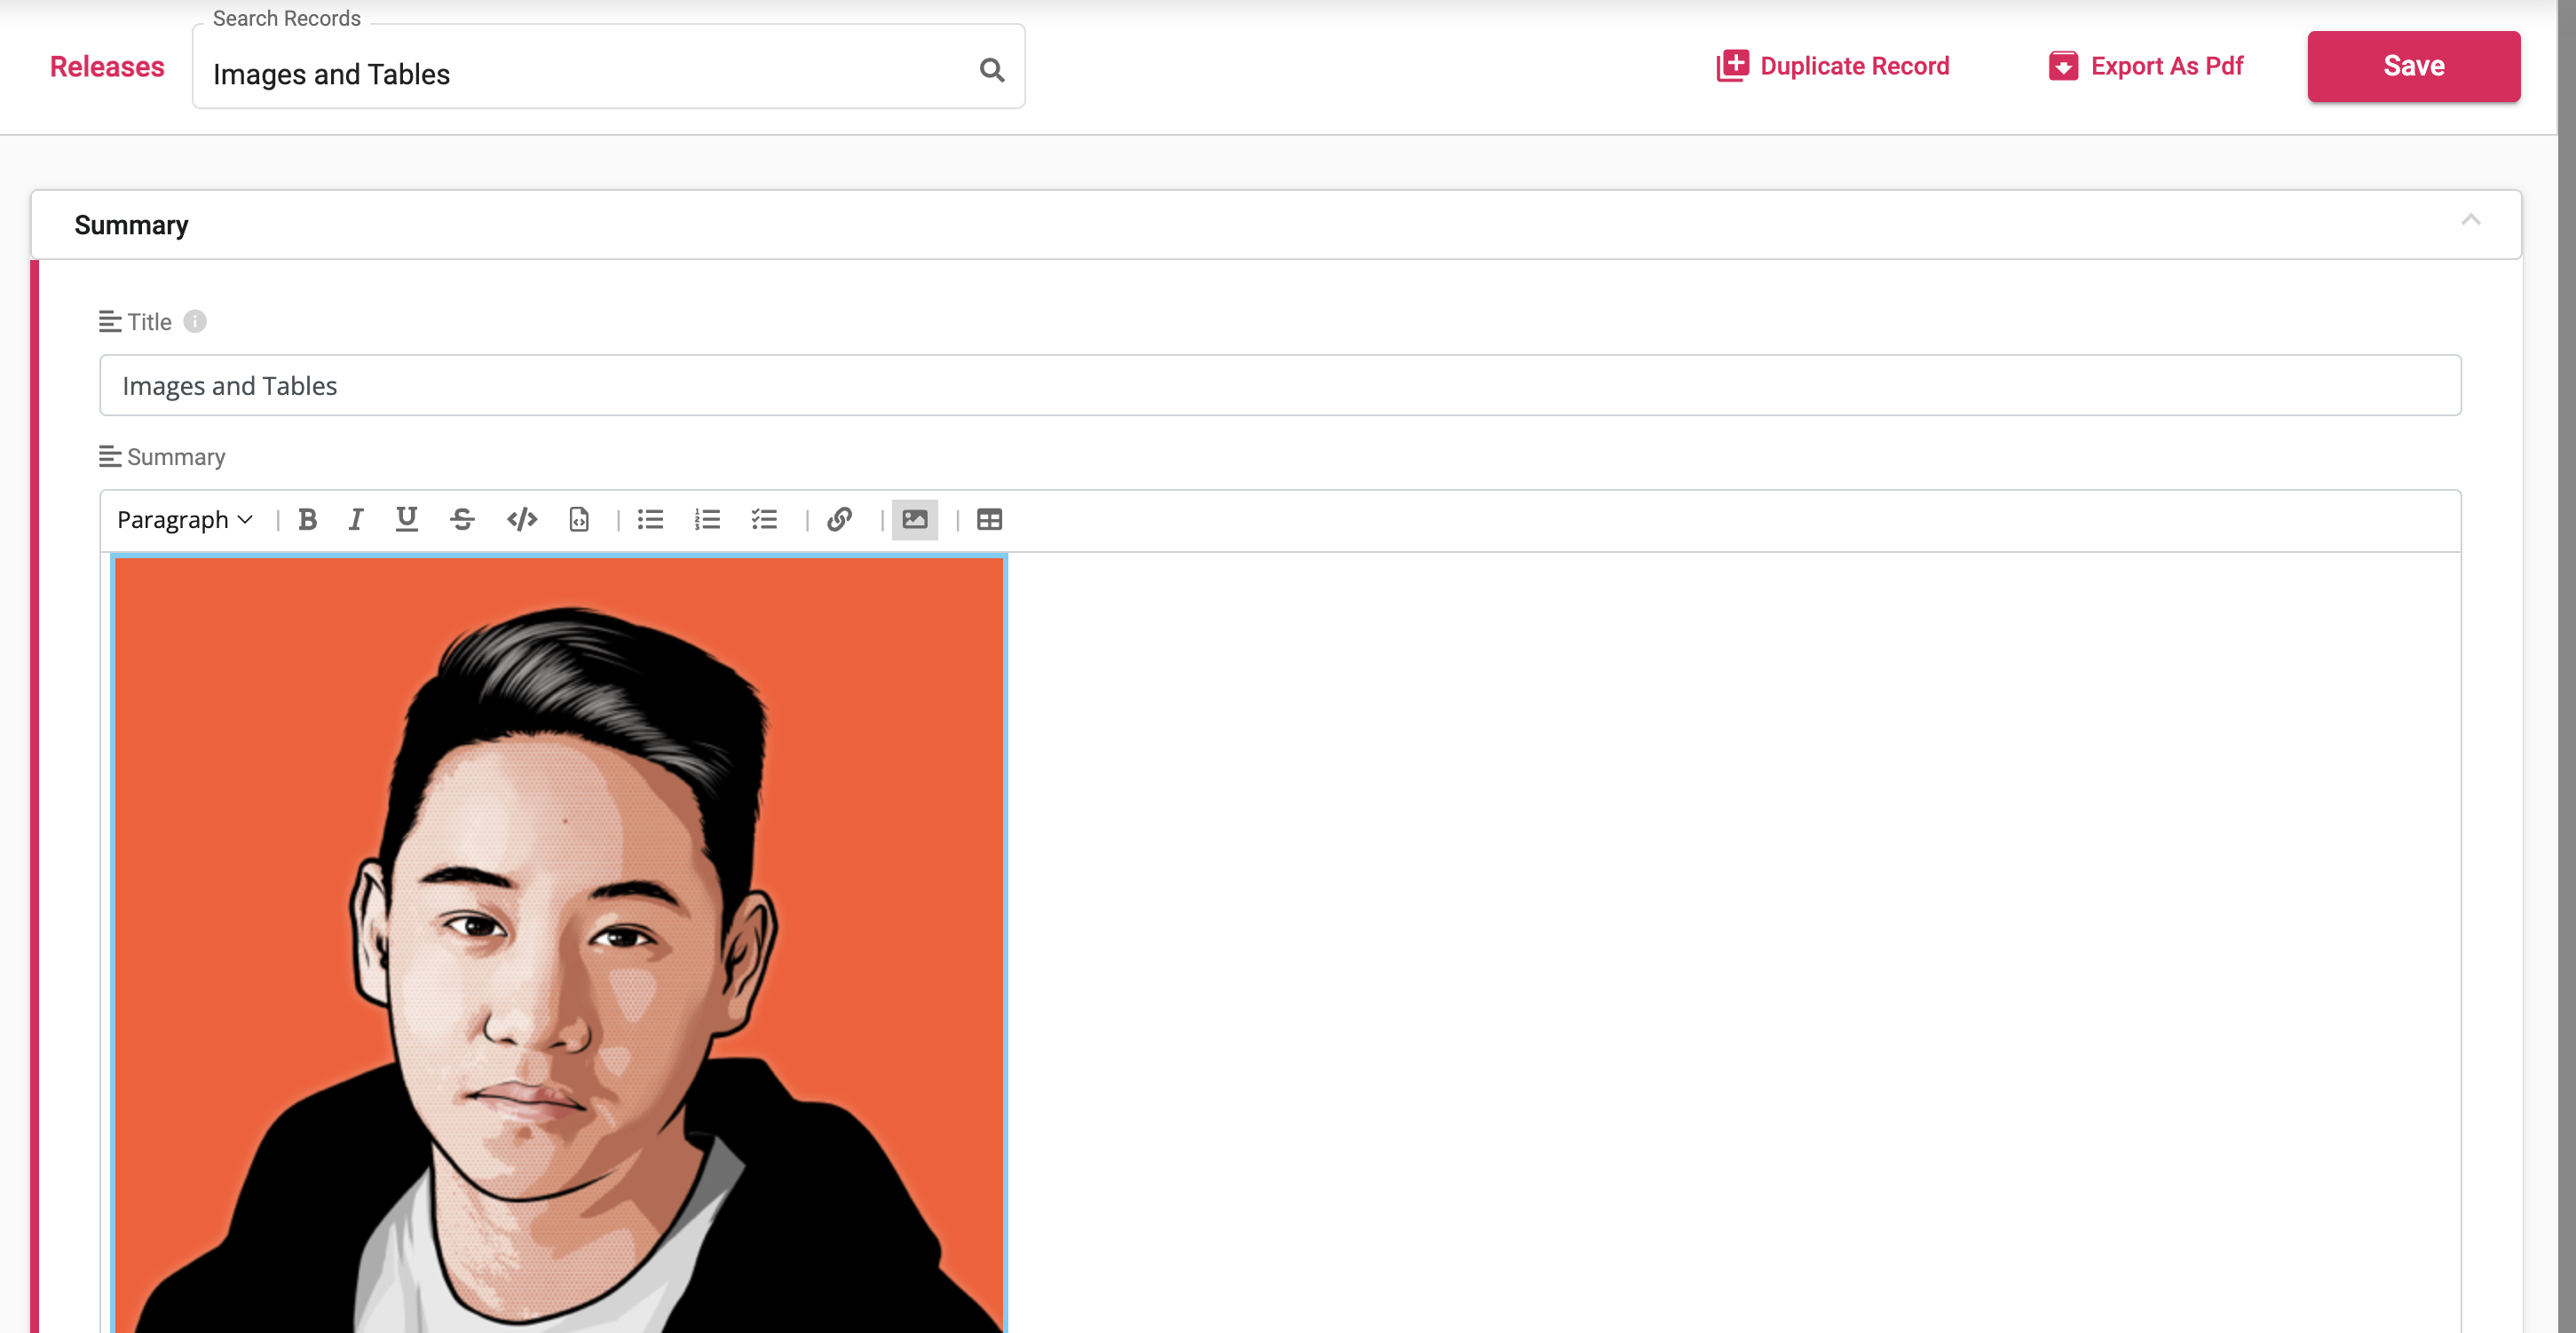 Search Records
Releases
Images and Tables
Duplicate Record
Export As Pdf
Save
Summary
Title
Images and Tables
Summary
Paragraph